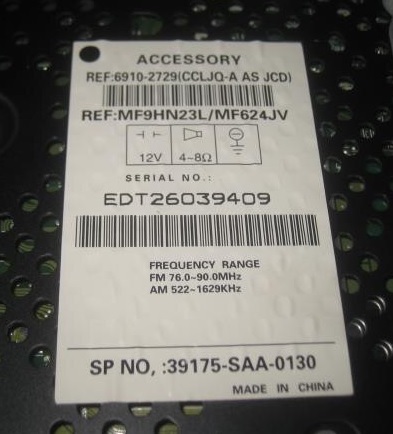 ACCESSORY
REF:6910-2729(CCLJQ-A AS JCD)
REF:MF9HN23L/MF624JV
12V 4~8Ω
SERIAL NO.:
EDT26039409
FREQUENCY RANGE
FM 76.0~90.0MHz
AM 522~1629KHz
SP NO, :39175-SAA-0130
MADE IN CHINA